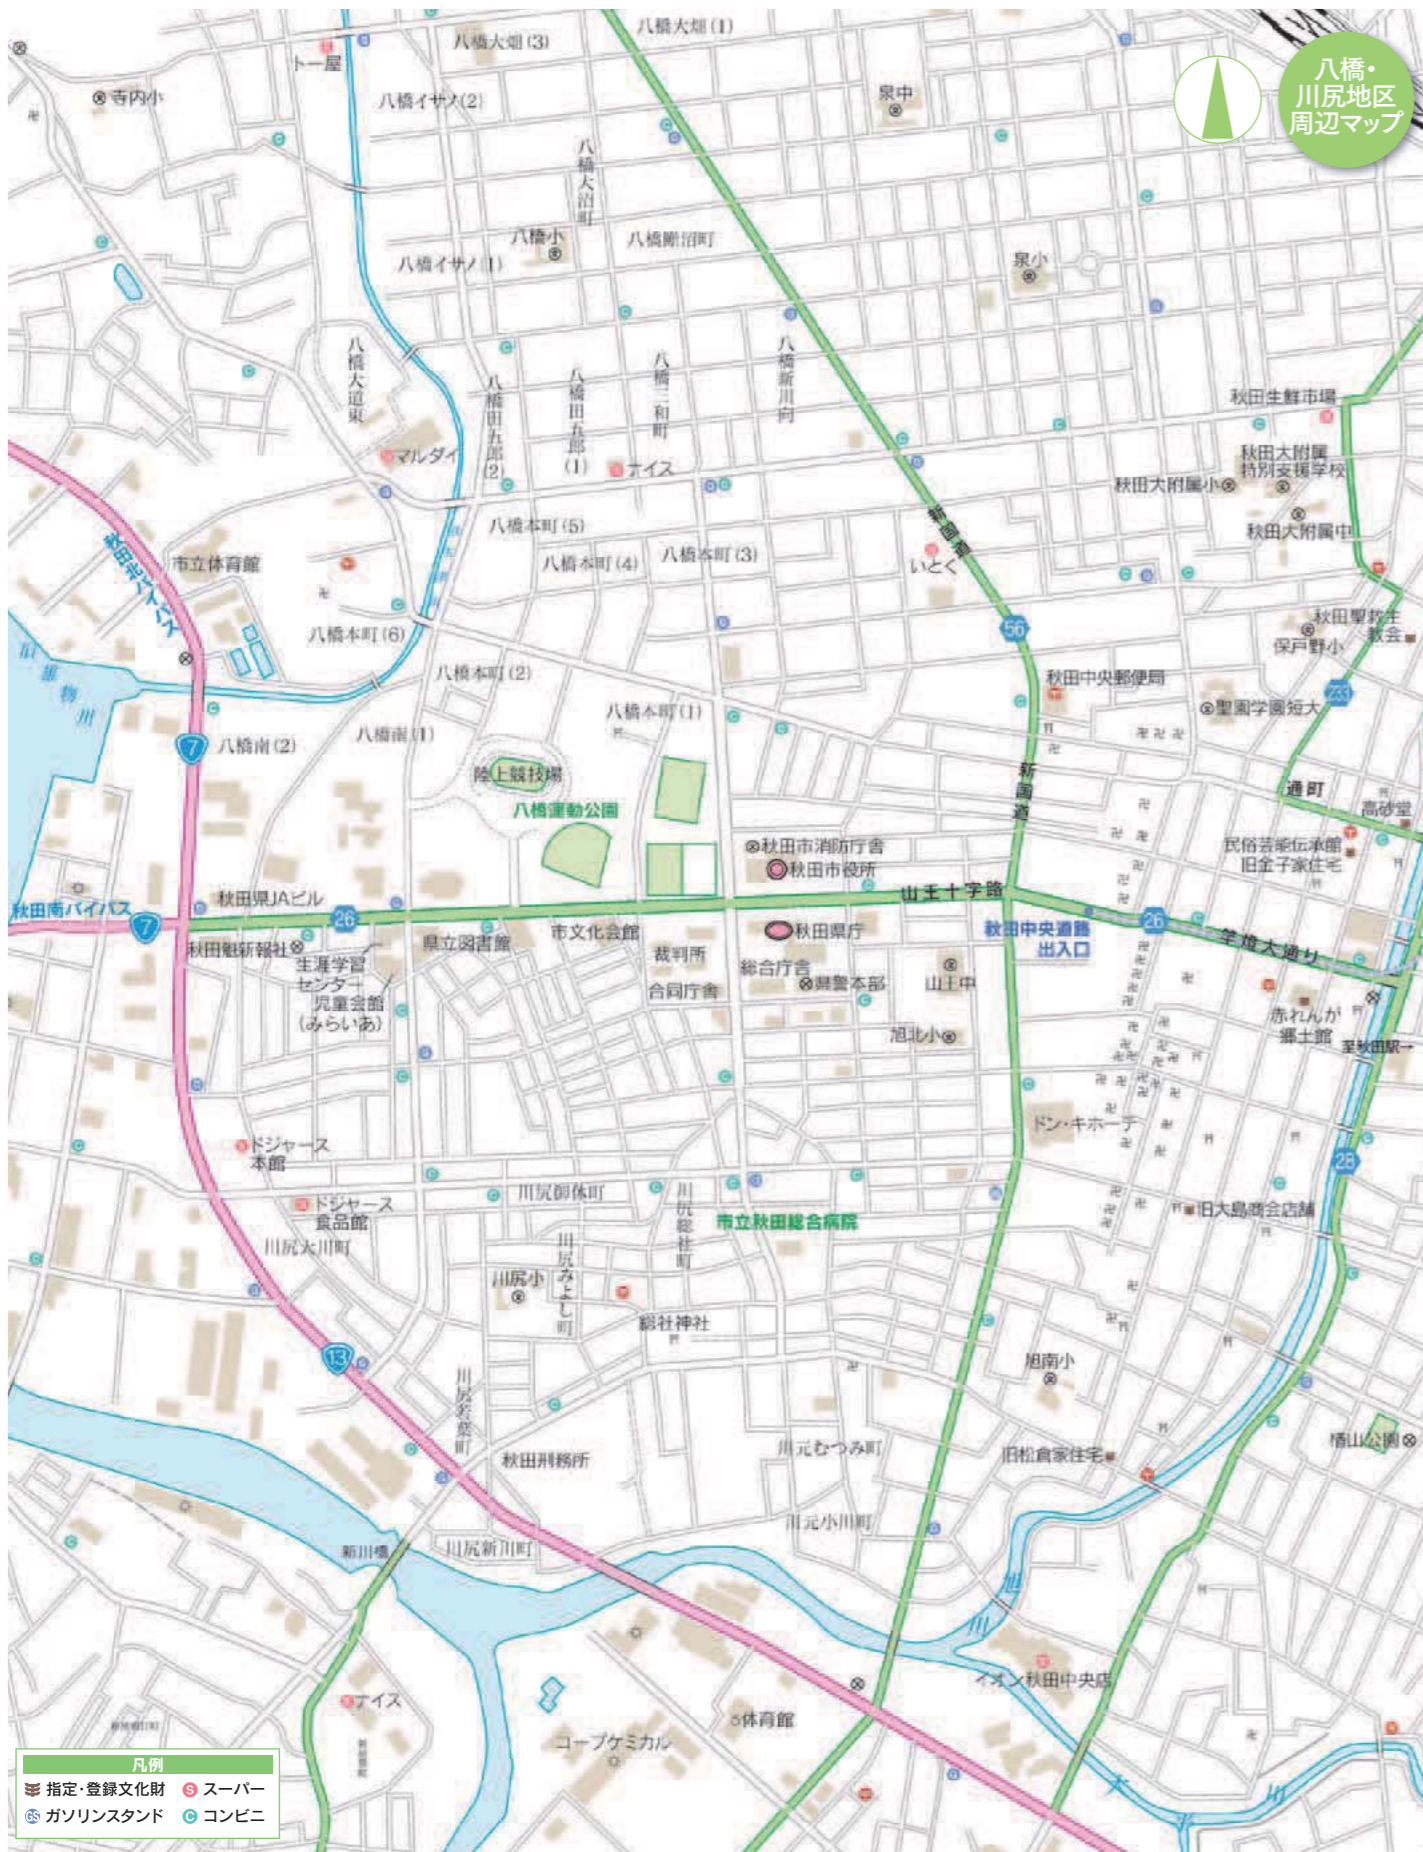 八橋・
川尻地区
周辺マップ
八橋大畑(1)
八橋大畑(3)
トー屋
寺内小
八橋イサノ(2)
泉中
八橋大沼町
八橋小
八橋鯲沼町
八橋イサノ(1)
泉小
八橋大道東
八橋田五郎(2)
八橋田五郎(1)
八橋三和町
八橋新川向
秋田生鮮市場
マルダイ
ナイス
秋田大附属
特別支援学校
秋田大附属小
秋田大附属中
八橋本町(5)
八橋本町(4)
八橋本町(3)
新国道
いとく
秋田北バイパス
市立体育館
八橋本町(6)
56
秋田聖救主
教会
保戸野小
旧雄物川
八橋本町(2)
秋田中央郵便局
233
聖園学園短大
八橋本町(1)
八橋南(1)
八橋南(2)
7
陸上競技場
八橋運動公園
新国道
通町
高砂堂
民俗芸能伝承館
旧金子家住宅
秋田市消防庁舎
秋田市役所
秋田県JAビル
山王十字路
秋田南バイパス
7
26
26
秋田魁新報社
県立図書館
市文化会館
秋田県庁
秋田中央道路
出入口
竿燈大通り
生涯学習
センター
児童会館
(みらいあ)
裁判所
総合庁舎
県警本部
合同庁舎
山王中
旭北小
赤れんが
郷土館
至秋田駅→
ドン・キホーテ
ドジャース
本館
28
ドジャース
食品館
川尻御休町
川尻総社町
市立秋田総合病院
旧大島商会店舗
川尻大川町
川尻みよし町
川尻小
総社神社
13
旭南小
川尻若葉町
秋田刑務所
川元むつみ町
旧松倉家住宅
楢山公園
川元小川町
新川橋
川尻新川町
旭川
イオン秋田中央店
ナイス
体育館
コープケミカル
太平川
凡例
指定・登録文化財
S スーパー
GS ガソリンスタンド
C コンビニ